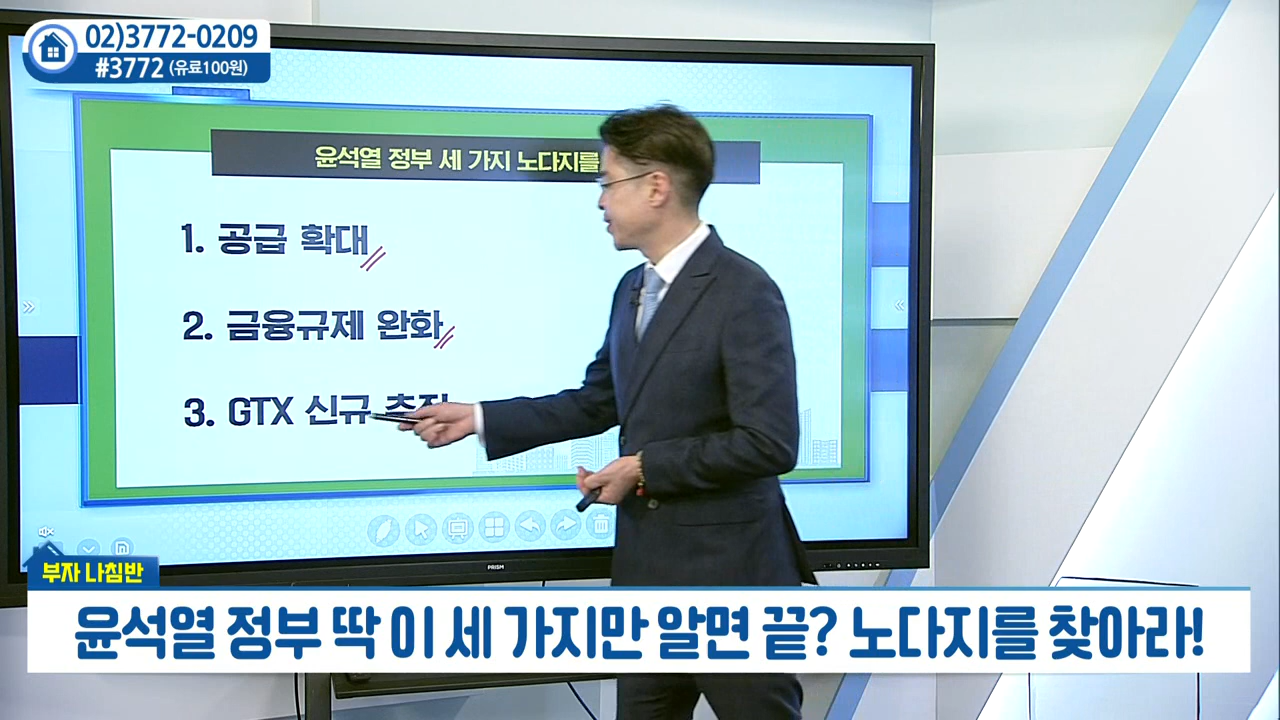 02)3772-0209
#3772 (유료100원)
윤석열 정부 세 가지 노다지를
1. 공급 확대
2. 금융규제 완화
3. GTX 신규
PRISM
부자 나침반
윤석열 정부 딱 이 세 가지만 알면 끝? 노다지를 찾아라!